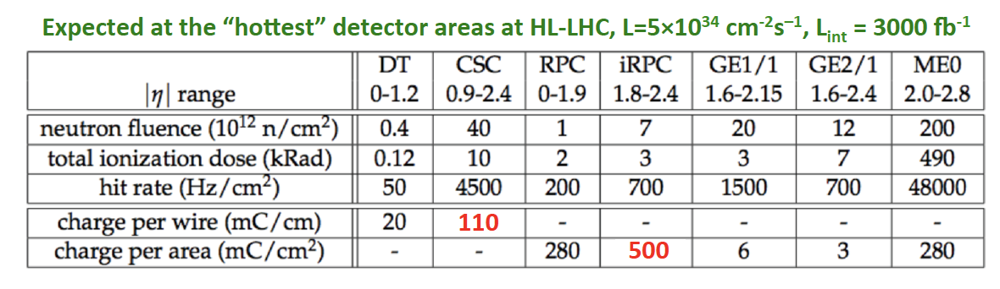 Expected at the “hottest” detector areas at HL-LHC, L=5×10³⁴ cm⁻²s⁻¹, Lᵢₙₜ = 3000 fb⁻¹
DT CSC RPC iRPC GE1/1 GE2/1 ME0
|η| range 0-1.2 0.9-2.4 0-1.9 1.8-2.4 1.6-2.15 1.6-2.4 2.0-2.8
neutron fluence (10¹² n/cm²) 0.4 40 1 7 20 12 200
total ionization dose (kRad) 0.12 10 2 3 3 7 490
hit rate (Hz/cm²) 50 4500 200 700 1500 700 48000
charge per wire (mC/cm) 20 110 - - - - -
charge per area (mC/cm²) - - 280 500 6 3 280